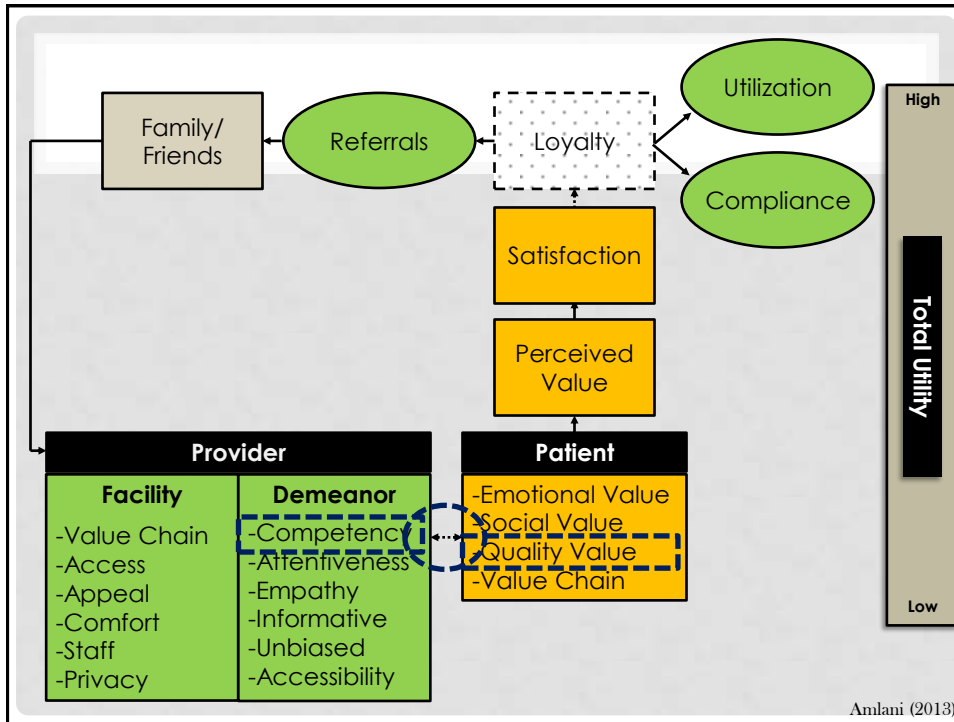 Utilization
High
Family/
Friends
Referrals
Loyalty
Compliance
Satisfaction
Total Utility
Perceived
Value
Provider
Patient
Facility
-Value Chain
-Access
-Appeal
-Comfort
-Staff
-Privacy
Demeanor
-Competency
-Attentiveness
-Empathy
-Informative
-Unbiased
-Accessibility
-Emotional Value
-Social Value
-Quality Value
-Value Chain
Low
Amlani (2013)